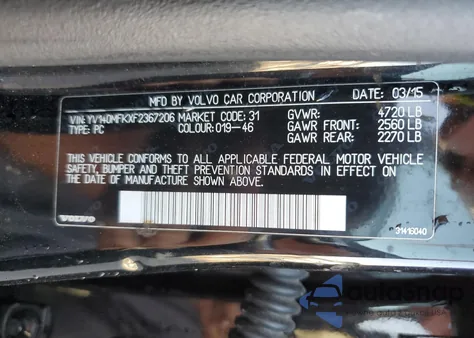 MFD. BY VOLVO CAR CORPORATION DATE: 03/15
VIN: YV140MFKXF2367206 MARKET CODE: 31 GVWR: 4720 LB
TYPE: PC COLOUR: 019-46 GAWR FRONT: 2560 LB
GAWR REAR: 2270 LB
THIS VEHICLE CONFORMS TO ALL APPLICABLE FEDERAL MOTOR VEHICLE
SAFETY, BUMPER AND THEFT PREVENTION STANDARDS IN EFFECT ON
THE DATE OF MANUFACTURE SHOWN ABOVE.
VOLVO 31416040
autosnap